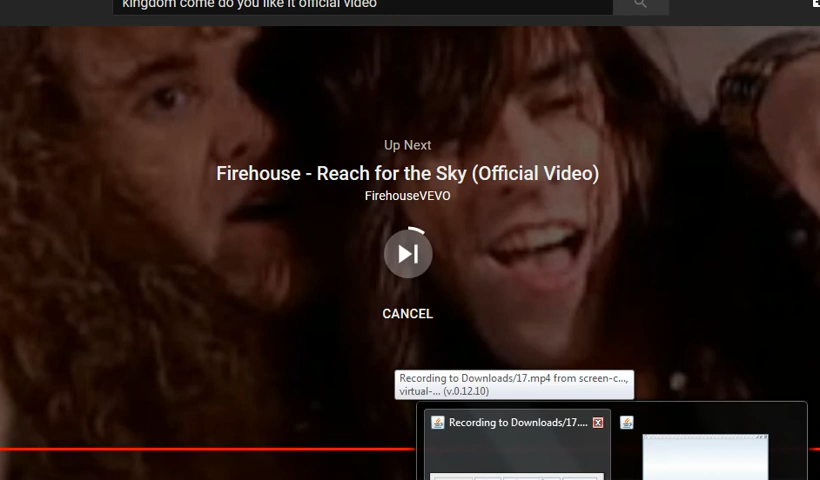 kingdom come do you like it official video
Up Next
Firehouse - Reach for the Sky (Official Video)
FirehouseVEVO
CANCEL
Recording to Downloads/17.mp4 from screen-c...,
virtual-... (v.0.12.10)
Recording to Downloads/17....